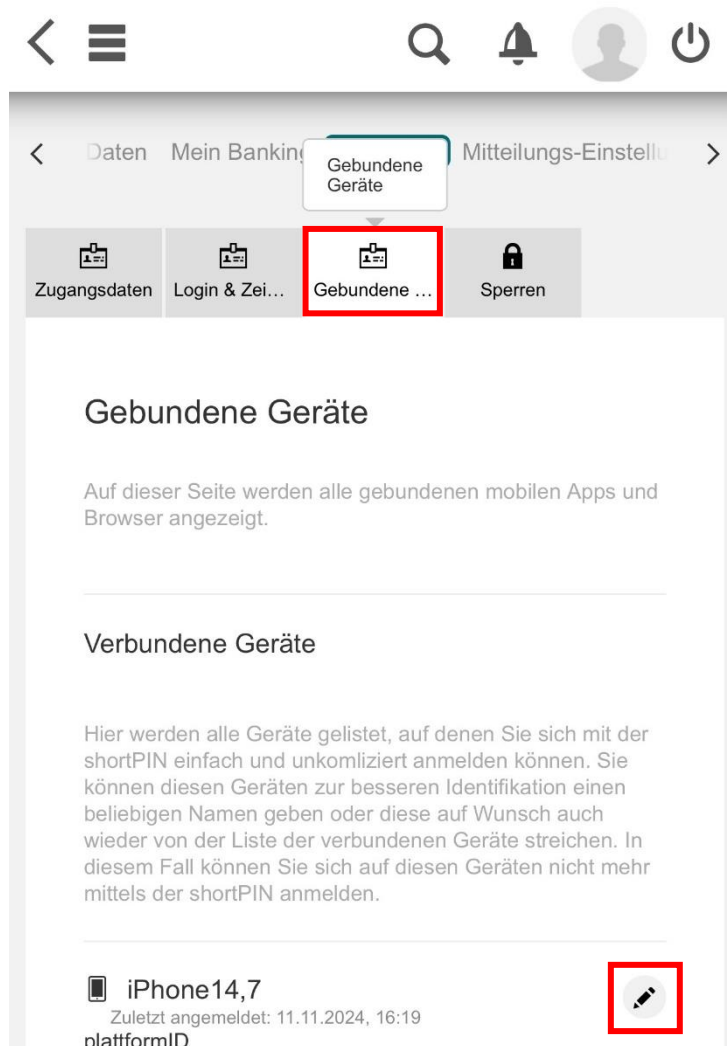 Daten Mein Banking Mitteilungs-Einstellu
Gebundene
Geräte
Zugangsdaten Login & Zei... Gebundene ... Sperren
Gebundene Geräte
Auf dieser Seite werden alle gebundenen mobilen Apps und
Browser angezeigt.
Verbundene Geräte
Hier werden alle Geräte gelistet, auf denen Sie sich mit der
shortPIN einfach und unkomliziert anmelden können. Sie
können diesen Geräten zur besseren Identifikation einen
beliebigen Namen geben oder diese auf Wunsch auch
wieder von der Liste der verbundenen Geräte streichen. In
diesem Fall können Sie sich auf diesen Geräten nicht mehr
mittels der shortPIN anmelden.
iPhone14,7
Zuletzt angemeldet: 11.11.2024, 16:19
plattformID